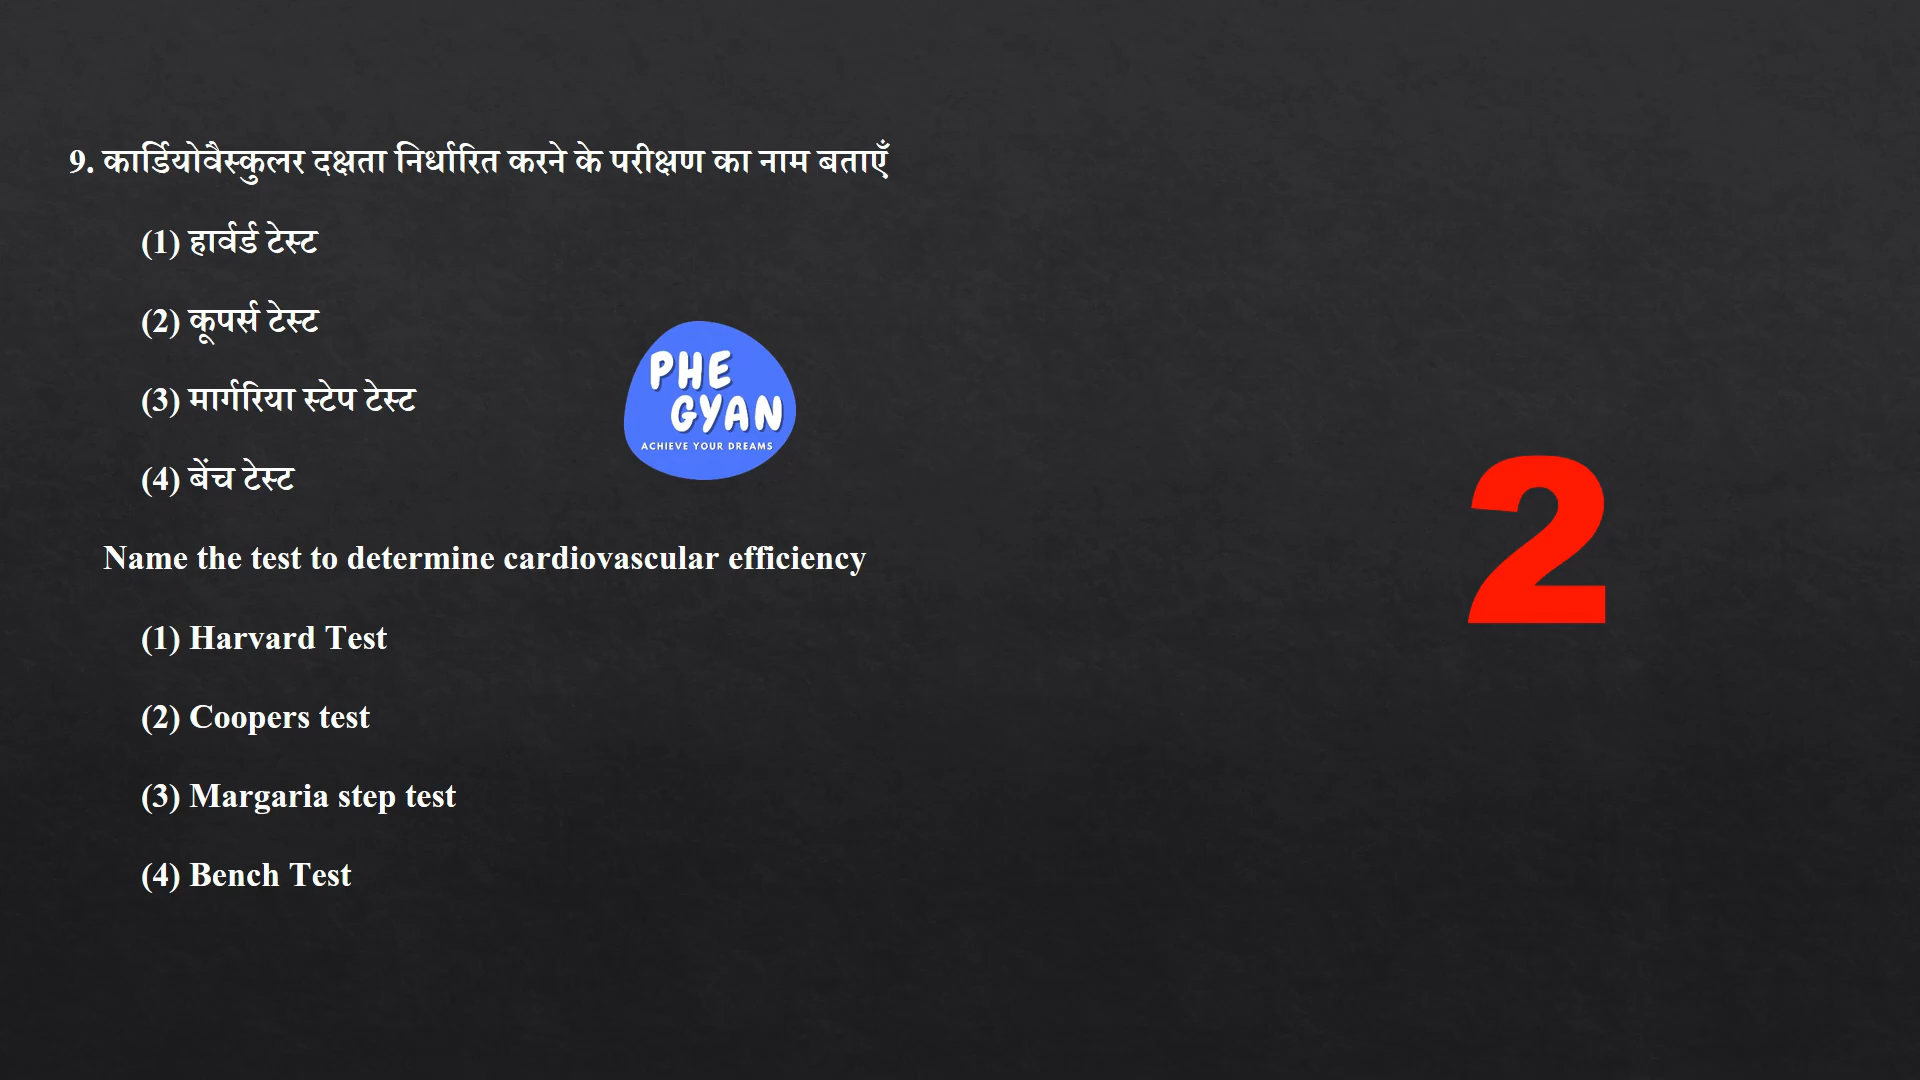 9. कार्डियोवैस्कुलर दक्षता निर्धारित करने के परीक्षण का नाम बताएँ
(1) हार्वर्ड टेस्ट
(2) कूपर्स टेस्ट
(3) मार्गरिया स्टेप टेस्ट
(4) बेंच टेस्ट
PHE
GYAN
ACHIEVE YOUR DREAMS
2
Name the test to determine cardiovascular efficiency
(1) Harvard Test
(2) Coopers test
(3) Margaria step test
(4) Bench Test